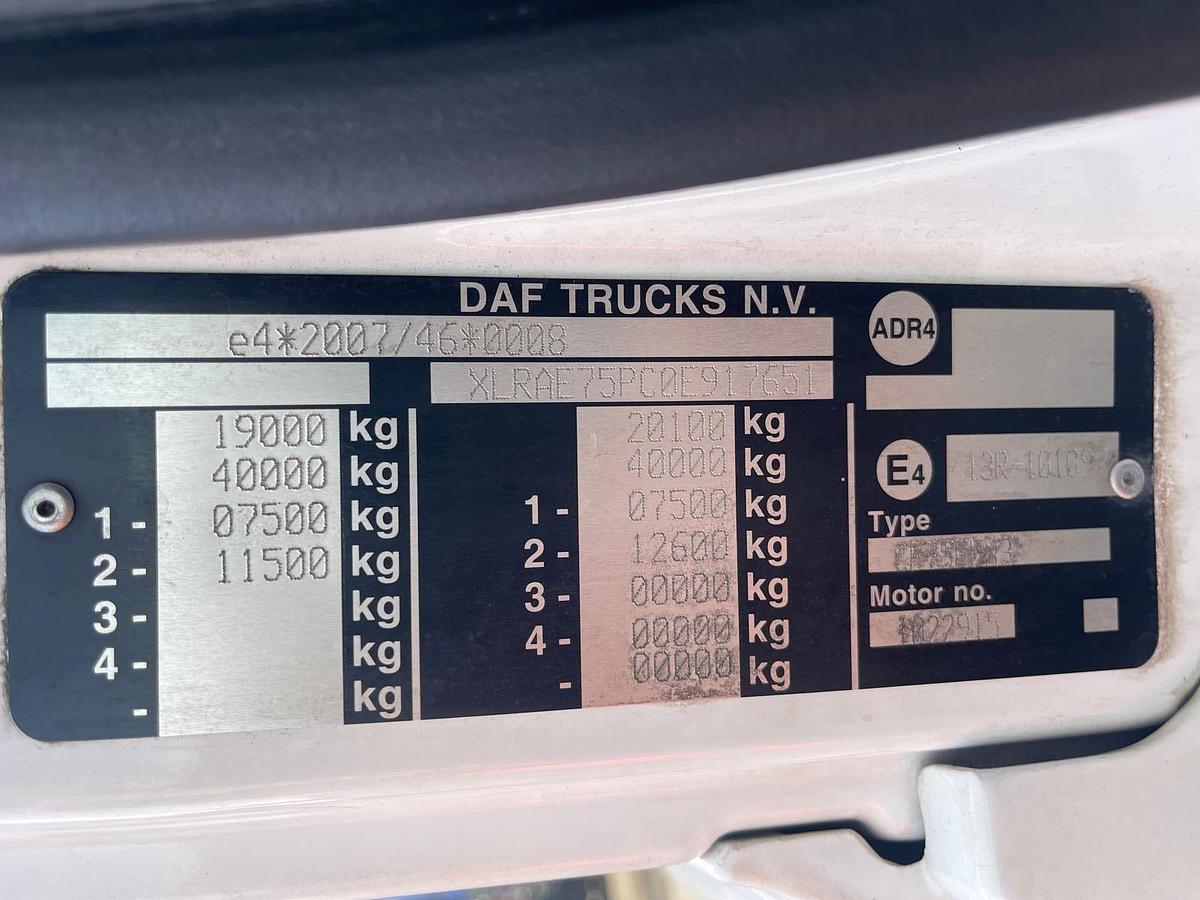 DAF TRUCKS N.V.
e4*2007/46*0008
XLRAE75PC0E917651
19000 kg
40000 kg
1 - 07500 kg
2 - 11500 kg
3 - kg
4 - kg
- kg
20100 kg
40000 kg
1 - 07500 kg
2 - 12600 kg
3 - 00000 kg
4 - 00000 kg
- 00000 kg
ADR4
E4
Type
Motor no.